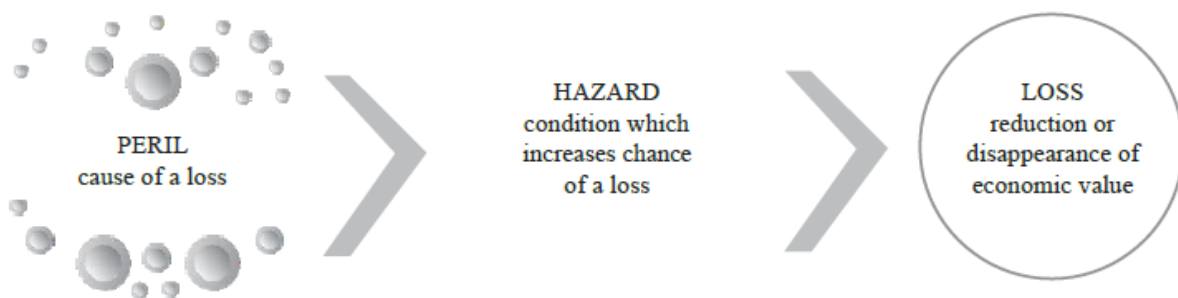 PERIL
cause of a loss
HAZARD
condition which
increases chance
of a loss
LOSS
reduction or
disappearance of
economic value